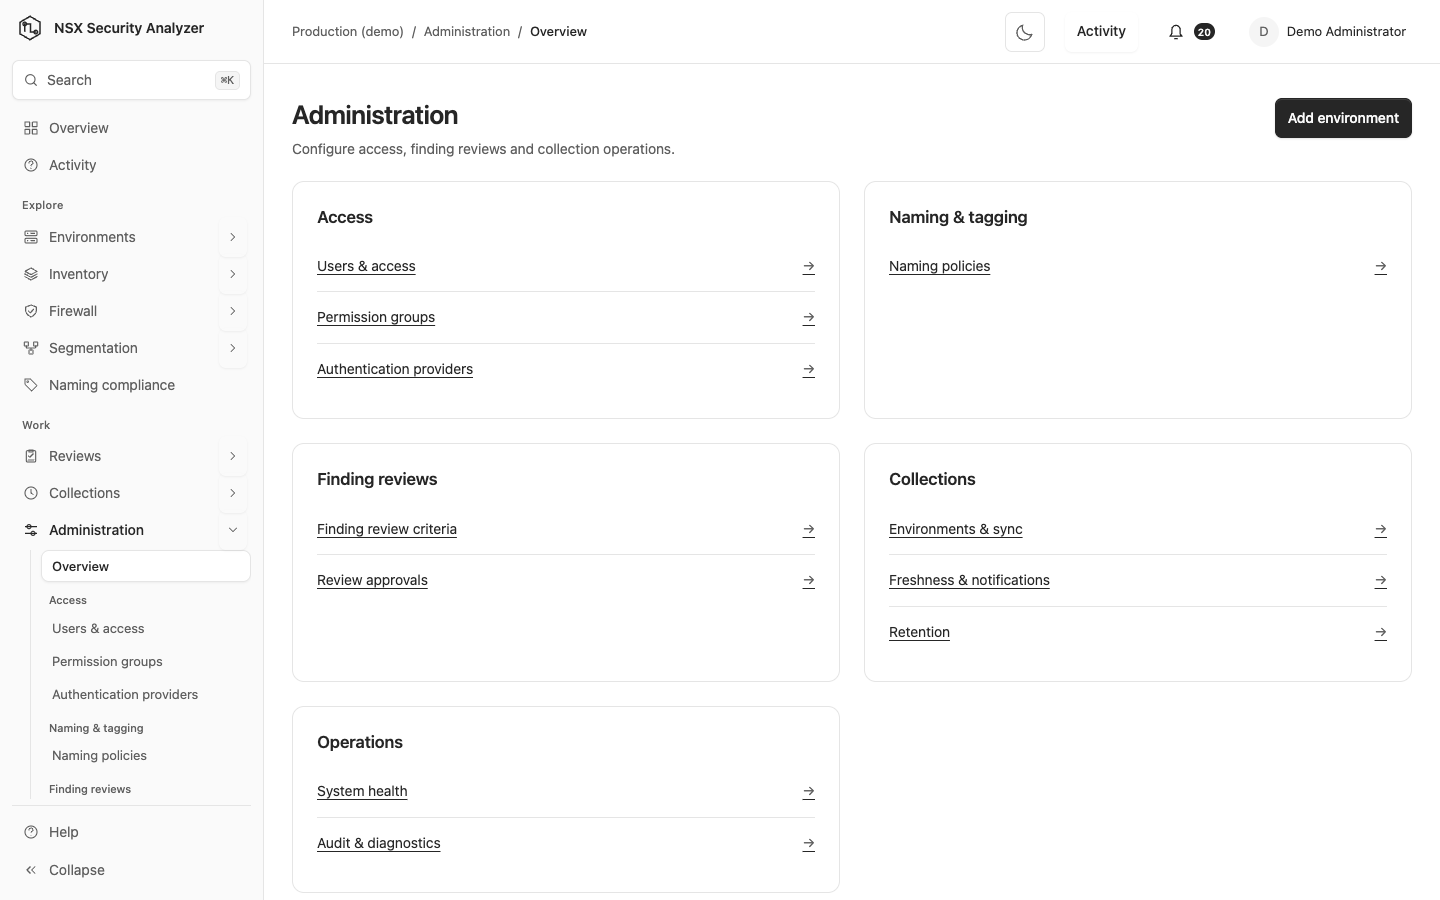 NSX Security Analyzer
Search
⌘K
Overview
Activity
Explore
Environments
Inventory
Firewall
Segmentation
Naming compliance
Work
Reviews
Collections
Administration
Overview
Access
Users & access
Permission groups
Authentication providers
Naming & tagging
Naming policies
Finding reviews
Help
Collapse
Production (demo) / Administration / Overview
Activity
20
D
Demo Administrator
Administration
Configure access, finding reviews and collection operations.
Add environment
Access
Users & access
Permission groups
Authentication providers
Naming & tagging
Naming policies
Finding reviews
Finding review criteria
Review approvals
Collections
Environments & sync
Freshness & notifications
Retention
Operations
System health
Audit & diagnostics